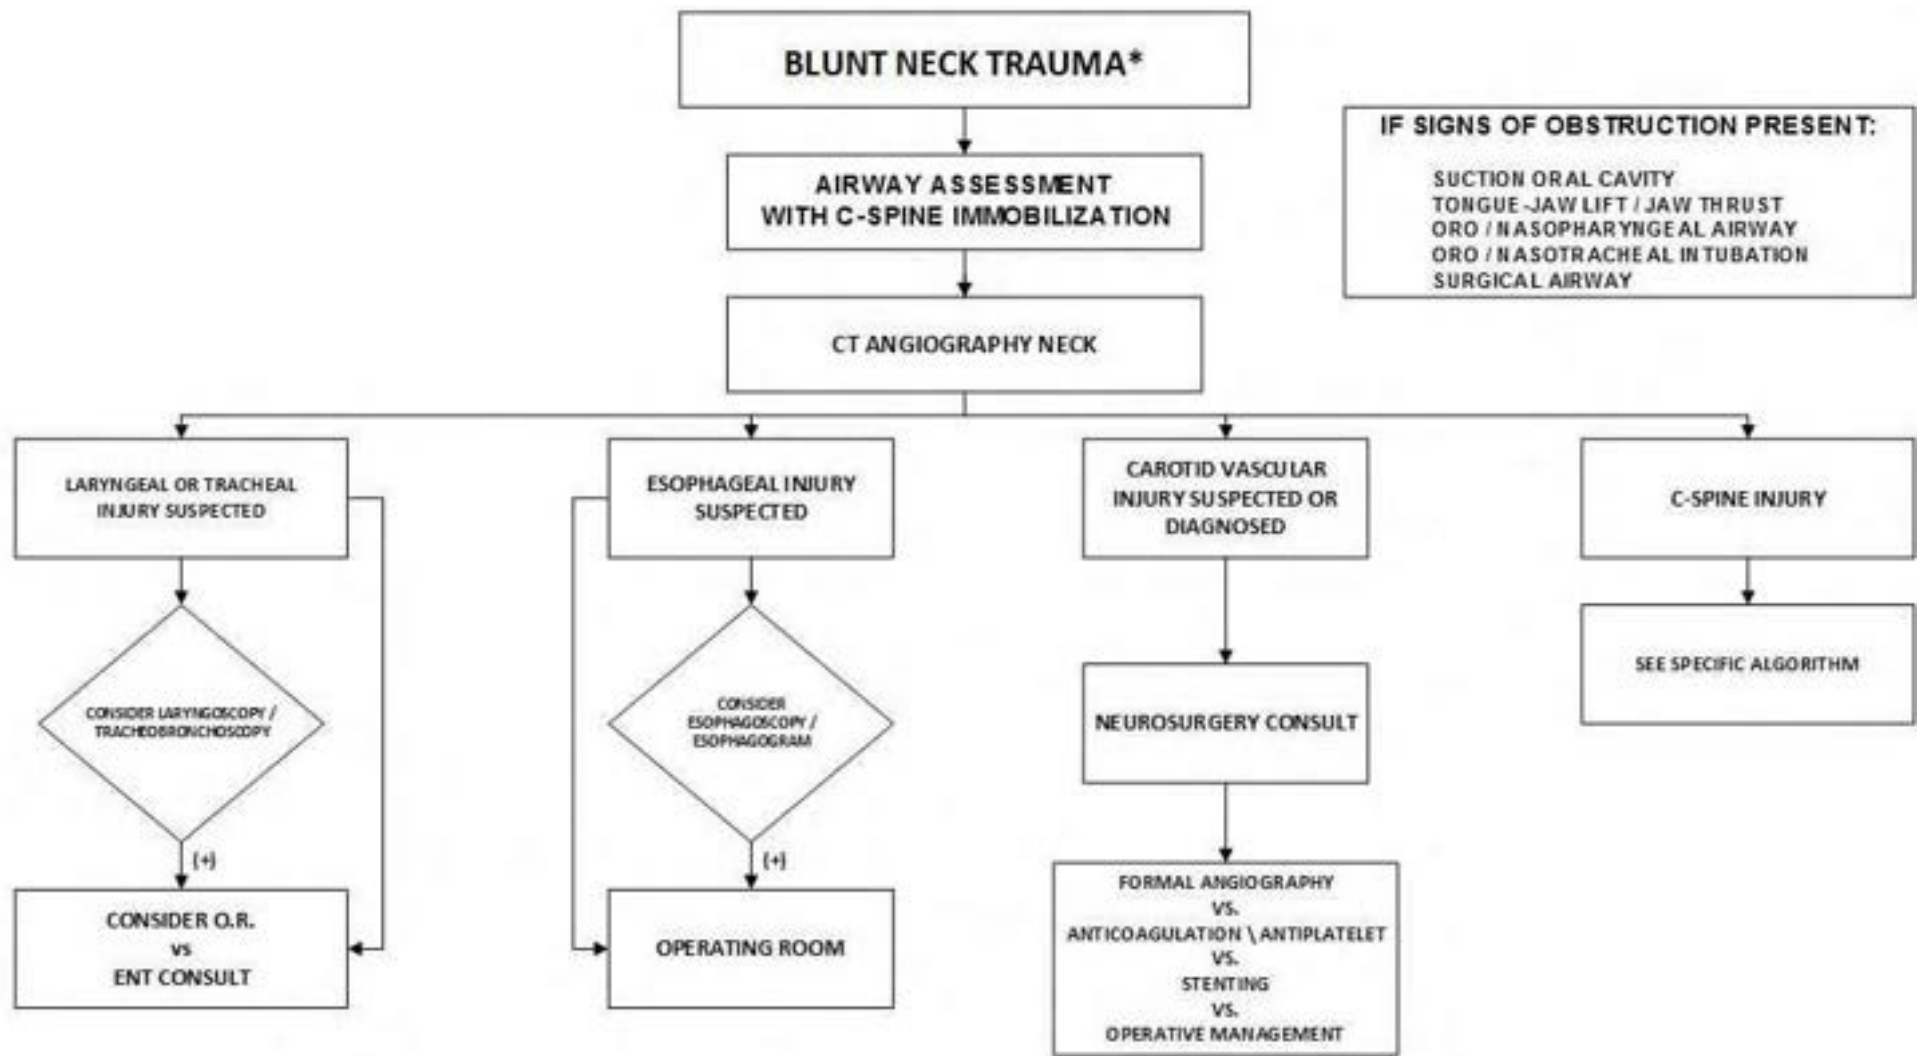 BLUNT NECK TRAUMA*
IF SIGNS OF OBSTRUCTION PRESENT:
SUCTION ORAL CAVITY
TONGUE-JAW LIFT / JAW THRUST
ORO / NASOPHARYNGEAL AIRWAY
ORO / NASOTRACHEAL INTUBATION
SURGICAL AIRWAY
AIRWAY ASSESSMENT
WITH C-SPINE IMMOBILIZATION
CT ANGIOGRAPHY NECK
LARYNGEAL OR TRACHEAL
INJURY SUSPECTED
ESOPHAGEAL INJURY
SUSPECTED
CAROTID VASCULAR
INJURY SUSPECTED OR
DIAGNOSED
C-SPINE INJURY
CONSIDER LARYNGOSCOPY /
TRACHEOBRONCHOSCOPY
CONSIDER
ESOPHAGOSCOPY /
ESOPHAGOGRAM
NEUROSURGERY CONSULT
SEE SPECIFIC ALGORITHM
(+)
(+)
CONSIDER O.R.
vs
ENT CONSULT
OPERATING ROOM
FORMAL ANGIOGRAPHY
VS.
ANTICOAGULATION \ ANTIPLATELET
VS.
STENTING
VS.
OPERATIVE MANAGEMENT